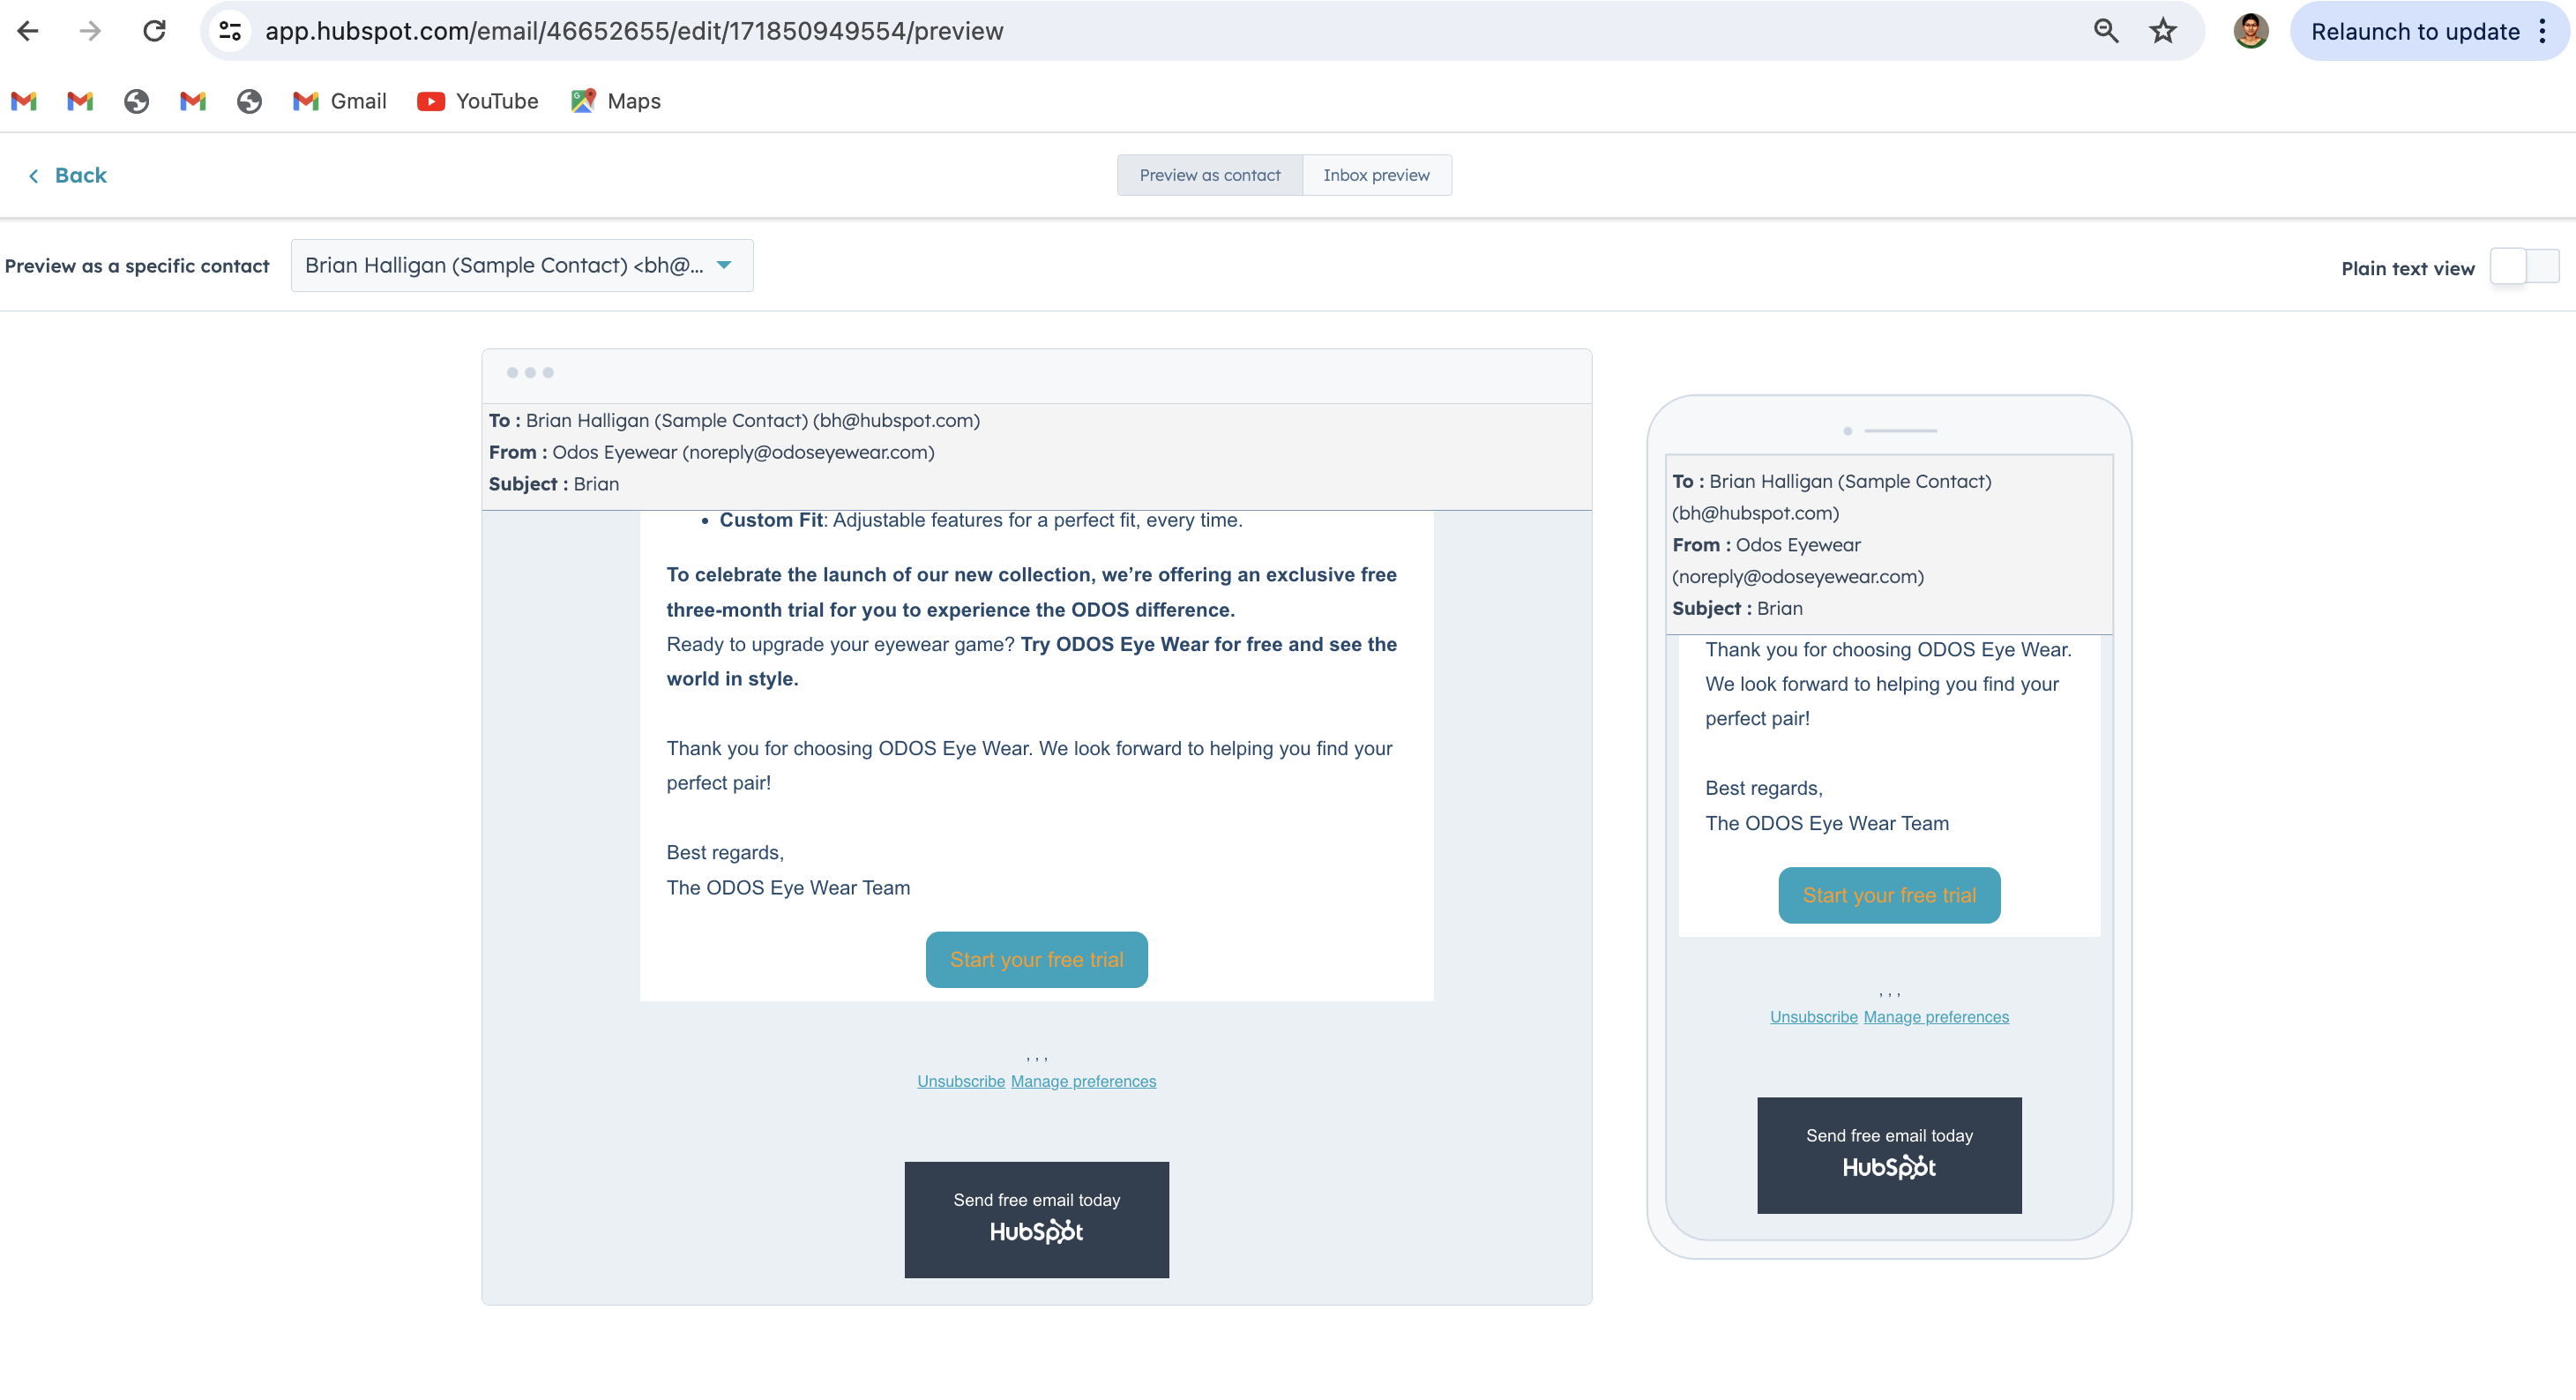 app.hubspot.com/email/46652655/edit/171850949554/preview
Relaunch to update
Gmail
YouTube
Maps
Back
Preview as contact
Inbox preview
Preview as a specific contact
Brian Halligan (Sample Contact) <bh@...
Plain text view
To : Brian Halligan (Sample Contact) (bh@hubspot.com)
From : Odos Eyewear (noreply@odoseyewear.com)
Subject : Brian
• Custom Fit: Adjustable features for a perfect fit, every time.
To celebrate the launch of our new collection, we’re offering an exclusive free
three-month trial for you to experience the ODOS difference.
Ready to upgrade your eyewear game? Try ODOS Eye Wear for free and see the
world in style.
Thank you for choosing ODOS Eye Wear. We look forward to helping you find your
perfect pair!
Best regards,
The ODOS Eye Wear Team
Start your free trial
, , ,
Unsubscribe Manage preferences
Send free email today
HubSpot
To : Brian Halligan (Sample Contact)
(bh@hubspot.com)
From : Odos Eyewear
(noreply@odoseyewear.com)
Subject : Brian
Thank you for choosing ODOS Eye Wear.
We look forward to helping you find your
perfect pair!
Best regards,
The ODOS Eye Wear Team
Start your free trial
, , ,
Unsubscribe Manage preferences
Send free email today
HubSpot